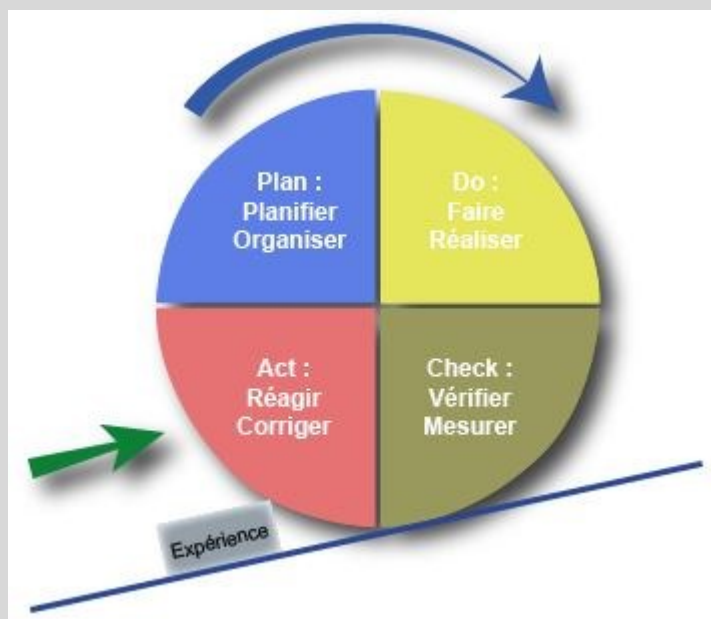 Plan :
Planifier
Organiser
Do :
Faire
Réaliser
Act :
Réagir
Corriger
Check :
Vérifier
Mesurer
Expérience